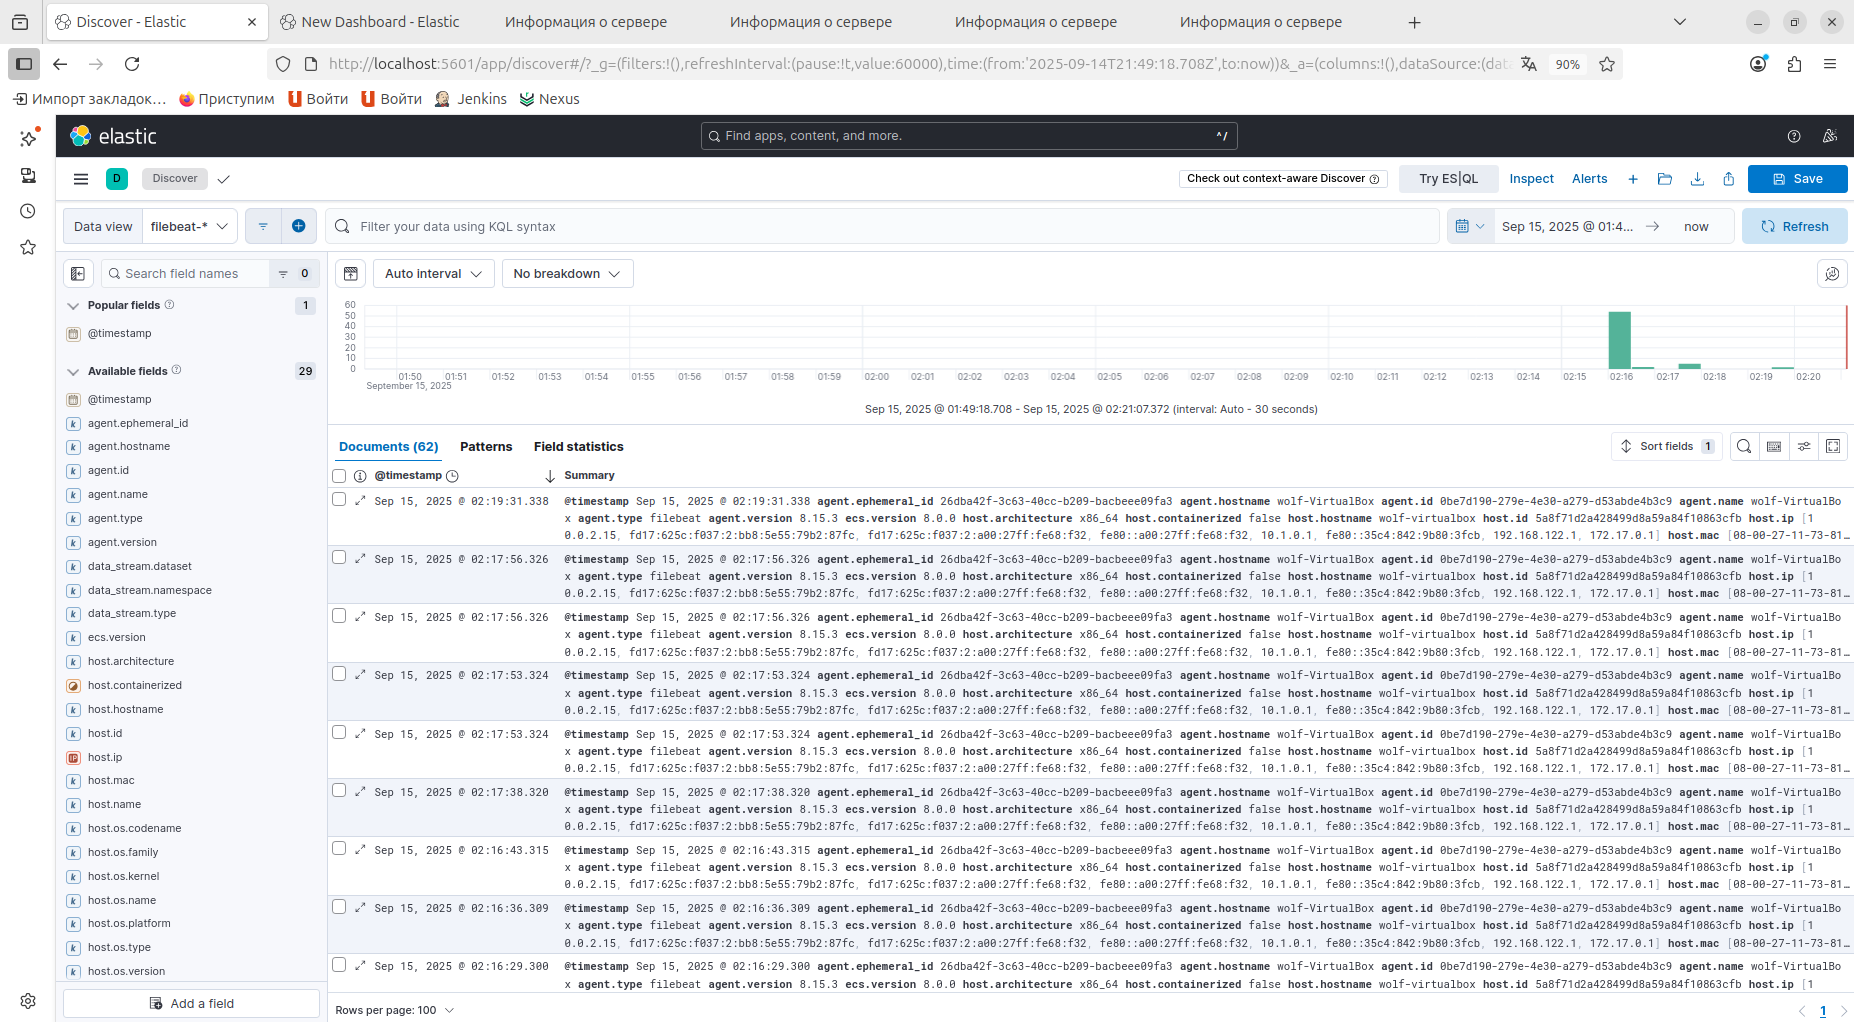 Discover - Elastic
New Dashboard - Elastic
Информация о сервере
Информация о сервере
Информация о сервере
Информация о сервере
http://localhost:5601/app/discover#/?_g=(filters:!(),refreshInterval:(pause:!t,value:60000),time:(from:'2025-09-14T21:49:18.708Z',to:now))&_a=(columns:!(),dataSource:(dat
90%
Импорт закладок...
Приступим
Войти
Войти
Jenkins
Nexus
elastic
Find apps, content, and more.
^/
D
Discover
Check out context-aware Discover
Try ES|QL
Inspect
Alerts
Save
Data view
filebeat-*
Filter your data using KQL syntax
Sep 15, 2025 @ 01:4...
now
Refresh
Search field names
0
Auto interval
No breakdown
Popular fields
1
@timestamp
Available fields
29
@timestamp
agent.ephemeral_id
agent.hostname
agent.id
agent.name
agent.type
agent.version
data_stream.dataset
data_stream.namespace
data_stream.type
ecs.version
host.architecture
host.containerized
host.hostname
host.id
host.ip
host.mac
host.name
host.os.codename
host.os.family
host.os.kernel
host.os.name
host.os.platform
host.os.type
host.os.version
Add a field
60
50
40
30
20
10
0
01:50 01:51 01:52 01:53 01:54 01:55 01:56 01:57 01:58 01:59 02:00 02:01 02:02 02:03 02:04 02:05 02:06 02:07 02:08 02:09 02:10 02:11 02:12 02:13 02:14 02:15 02:16 02:17 02:18 02:19 02:20
September 15, 2025
Sep 15, 2025 @ 01:49:18.708 - Sep 15, 2025 @ 02:21:07.372 (interval: Auto - 30 seconds)
Documents (62)
Patterns
Field statistics
Sort fields 1
@timestamp
Summary
Sep 15, 2025 @ 02:19:31.338 @timestamp Sep 15, 2025 @ 02:19:31.338 agent.ephemeral_id 26dba42f-3c63-40cc-b209-bacbeee09fa3 agent.hostname wolf-VirtualBox agent.id 0be7d190-279e-4e30-a279-d53abde4b3c9 agent.name wolf-VirtualBo
x agent.type filebeat agent.version 8.15.3 ecs.version 8.0.0 host.architecture x86_64 host.containerized false host.hostname wolf-virtualbox host.id 5a8f71d2a428499d8a59a84f10863cfb host.ip [1
0.0.2.15, fd17:625c:f037:2:bb8:5e55:79b2:87fc, fd17:625c:f037:2:a00:27ff:fe68:f32, fe80::a00:27ff:fe68:f32, 10.1.0.1, fe80::35c4:842:9b80:3fcb, 192.168.122.1, 172.17.0.1] host.mac [08-00-27-11-73-81...
Sep 15, 2025 @ 02:17:56.326 @timestamp Sep 15, 2025 @ 02:17:56.326 agent.ephemeral_id 26dba42f-3c63-40cc-b209-bacbeee09fa3 agent.hostname wolf-VirtualBox agent.id 0be7d190-279e-4e30-a279-d53abde4b3c9 agent.name wolf-VirtualBo
x agent.type filebeat agent.version 8.15.3 ecs.version 8.0.0 host.architecture x86_64 host.containerized false host.hostname wolf-virtualbox host.id 5a8f71d2a428499d8a59a84f10863cfb host.ip [1
0.0.2.15, fd17:625c:f037:2:bb8:5e55:79b2:87fc, fd17:625c:f037:2:a00:27ff:fe68:f32, fe80::a00:27ff:fe68:f32, 10.1.0.1, fe80::35c4:842:9b80:3fcb, 192.168.122.1, 172.17.0.1] host.mac [08-00-27-11-73-81...
Sep 15, 2025 @ 02:17:56.326 @timestamp Sep 15, 2025 @ 02:17:56.326 agent.ephemeral_id 26dba42f-3c63-40cc-b209-bacbeee09fa3 agent.hostname wolf-VirtualBox agent.id 0be7d190-279e-4e30-a279-d53abde4b3c9 agent.name wolf-VirtualBo
x agent.type filebeat agent.version 8.15.3 ecs.version 8.0.0 host.architecture x86_64 host.containerized false host.hostname wolf-virtualbox host.id 5a8f71d2a428499d8a59a84f10863cfb host.ip [1
0.0.2.15, fd17:625c:f037:2:bb8:5e55:79b2:87fc, fd17:625c:f037:2:a00:27ff:fe68:f32, fe80::a00:27ff:fe68:f32, 10.1.0.1, fe80::35c4:842:9b80:3fcb, 192.168.122.1, 172.17.0.1] host.mac [08-00-27-11-73-81...
Sep 15, 2025 @ 02:17:53.324 @timestamp Sep 15, 2025 @ 02:17:53.324 agent.ephemeral_id 26dba42f-3c63-40cc-b209-bacbeee09fa3 agent.hostname wolf-VirtualBox agent.id 0be7d190-279e-4e30-a279-d53abde4b3c9 agent.name wolf-VirtualBo
x agent.type filebeat agent.version 8.15.3 ecs.version 8.0.0 host.architecture x86_64 host.containerized false host.hostname wolf-virtualbox host.id 5a8f71d2a428499d8a59a84f10863cfb host.ip [1
0.0.2.15, fd17:625c:f037:2:bb8:5e55:79b2:87fc, fd17:625c:f037:2:a00:27ff:fe68:f32, fe80::a00:27ff:fe68:f32, 10.1.0.1, fe80::35c4:842:9b80:3fcb, 192.168.122.1, 172.17.0.1] host.mac [08-00-27-11-73-81...
Sep 15, 2025 @ 02:17:53.324 @timestamp Sep 15, 2025 @ 02:17:53.324 agent.ephemeral_id 26dba42f-3c63-40cc-b209-bacbeee09fa3 agent.hostname wolf-VirtualBox agent.id 0be7d190-279e-4e30-a279-d53abde4b3c9 agent.name wolf-VirtualBo
x agent.type filebeat agent.version 8.15.3 ecs.version 8.0.0 host.architecture x86_64 host.containerized false host.hostname wolf-virtualbox host.id 5a8f71d2a428499d8a59a84f10863cfb host.ip [1
0.0.2.15, fd17:625c:f037:2:bb8:5e55:79b2:87fc, fd17:625c:f037:2:a00:27ff:fe68:f32, fe80::a00:27ff:fe68:f32, 10.1.0.1, fe80::35c4:842:9b80:3fcb, 192.168.122.1, 172.17.0.1] host.mac [08-00-27-11-73-81...
Sep 15, 2025 @ 02:17:38.320 @timestamp Sep 15, 2025 @ 02:17:38.320 agent.ephemeral_id 26dba42f-3c63-40cc-b209-bacbeee09fa3 agent.hostname wolf-VirtualBox agent.id 0be7d190-279e-4e30-a279-d53abde4b3c9 agent.name wolf-VirtualBo
x agent.type filebeat agent.version 8.15.3 ecs.version 8.0.0 host.architecture x86_64 host.containerized false host.hostname wolf-virtualbox host.id 5a8f71d2a428499d8a59a84f10863cfb host.ip [1
0.0.2.15, fd17:625c:f037:2:bb8:5e55:79b2:87fc, fd17:625c:f037:2:a00:27ff:fe68:f32, fe80::a00:27ff:fe68:f32, 10.1.0.1, fe80::35c4:842:9b80:3fcb, 192.168.122.1, 172.17.0.1] host.mac [08-00-27-11-73-81...
Sep 15, 2025 @ 02:16:43.315 @timestamp Sep 15, 2025 @ 02:16:43.315 agent.ephemeral_id 26dba42f-3c63-40cc-b209-bacbeee09fa3 agent.hostname wolf-VirtualBox agent.id 0be7d190-279e-4e30-a279-d53abde4b3c9 agent.name wolf-VirtualBo
x agent.type filebeat agent.version 8.15.3 ecs.version 8.0.0 host.architecture x86_64 host.containerized false host.hostname wolf-virtualbox host.id 5a8f71d2a428499d8a59a84f10863cfb host.ip [1
0.0.2.15, fd17:625c:f037:2:bb8:5e55:79b2:87fc, fd17:625c:f037:2:a00:27ff:fe68:f32, fe80::a00:27ff:fe68:f32, 10.1.0.1, fe80::35c4:842:9b80:3fcb, 192.168.122.1, 172.17.0.1] host.mac [08-00-27-11-73-81...
Sep 15, 2025 @ 02:16:36.309 @timestamp Sep 15, 2025 @ 02:16:36.309 agent.ephemeral_id 26dba42f-3c63-40cc-b209-bacbeee09fa3 agent.hostname wolf-VirtualBox agent.id 0be7d190-279e-4e30-a279-d53abde4b3c9 agent.name wolf-VirtualBo
x agent.type filebeat agent.version 8.15.3 ecs.version 8.0.0 host.architecture x86_64 host.containerized false host.hostname wolf-virtualbox host.id 5a8f71d2a428499d8a59a84f10863cfb host.ip [1
0.0.2.15, fd17:625c:f037:2:bb8:5e55:79b2:87fc, fd17:625c:f037:2:a00:27ff:fe68:f32, fe80::a00:27ff:fe68:f32, 10.1.0.1, fe80::35c4:842:9b80:3fcb, 192.168.122.1, 172.17.0.1] host.mac [08-00-27-11-73-81...
Sep 15, 2025 @ 02:16:29.300 @timestamp Sep 15, 2025 @ 02:16:29.300 agent.ephemeral_id 26dba42f-3c63-40cc-b209-bacbeee09fa3 agent.hostname wolf-VirtualBox agent.id 0be7d190-279e-4e30-a279-d53abde4b3c9 agent.name wolf-VirtualBo
x agent.type filebeat agent.version 8.15.3 ecs.version 8.0.0 host.architecture x86_64 host.containerized false host.hostname wolf-virtualbox host.id 5a8f71d2a428499d8a59a84f10863cfb host.ip [1
Rows per page: 100
1